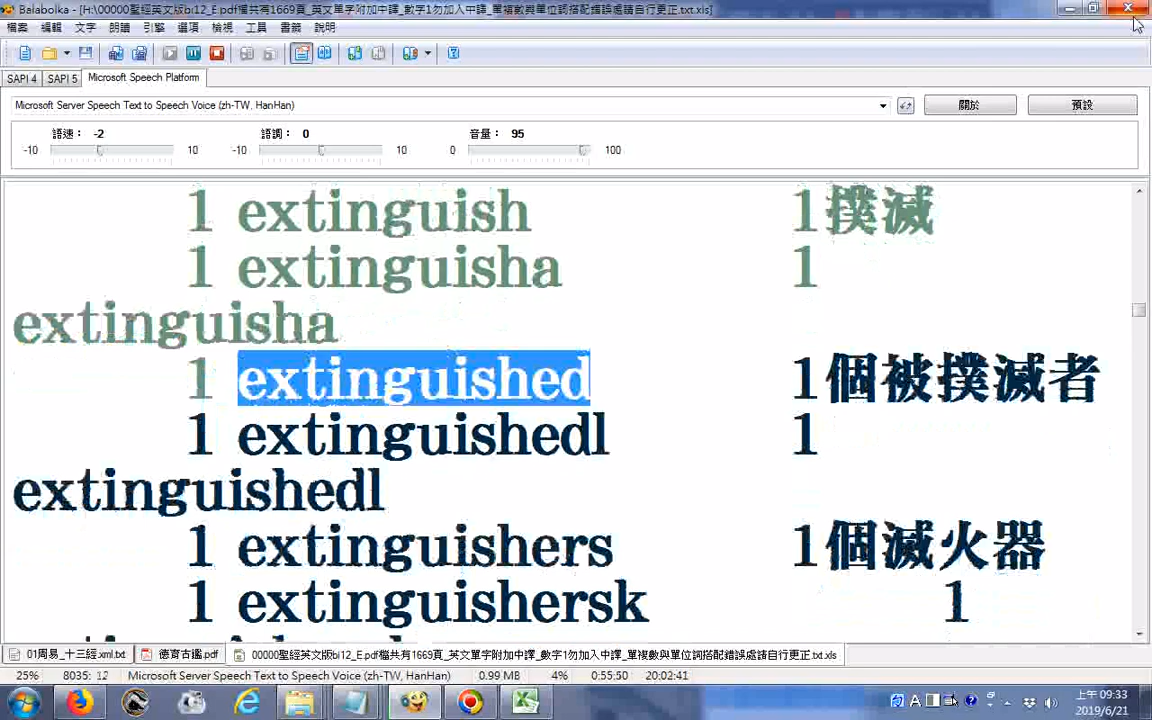 Balabolka - [H:\00000聖經英文版bi12_E.pdf檔共有1669頁_英文單字附加中譯_數字1勿加入中譯_單複數與單位詞搭配錯誤處請自行更正.txt.xls]
檔案 編輯 文字 朗讀 引擎 選項 檢視 工具 書籤 說明
SAPI 4 SAPI 5 Microsoft Speech Platform
Microsoft Server Speech Text to Speech Voice (zh-TW, HanHan) 關於 預設
語速： -2 語調： 0 音量： 95
-10 10 -10 10 0 100
1 extinguish 1撲滅
1 extinguisha 1
extinguisha
1 extinguished 1個被撲滅者
1 extinguishedl 1
extinguishedl
1 extinguishers 1個滅火器
1 extinguishersk 1
01周易_十三經.xml.txt 德育古鑑.pdf 00000聖經英文版bi12_E.pdf檔共有1669頁_英文單字附加中譯_數字1勿加入中譯_單複數與單位詞搭配錯誤處請自行更正.txt.xls
25% 8035: 12 Microsoft Server Speech Text to Speech Voice (zh-TW, HanHan) 0.99 MB 4% 0:55:50 20:02:41
上午 09:33
2019/6/21